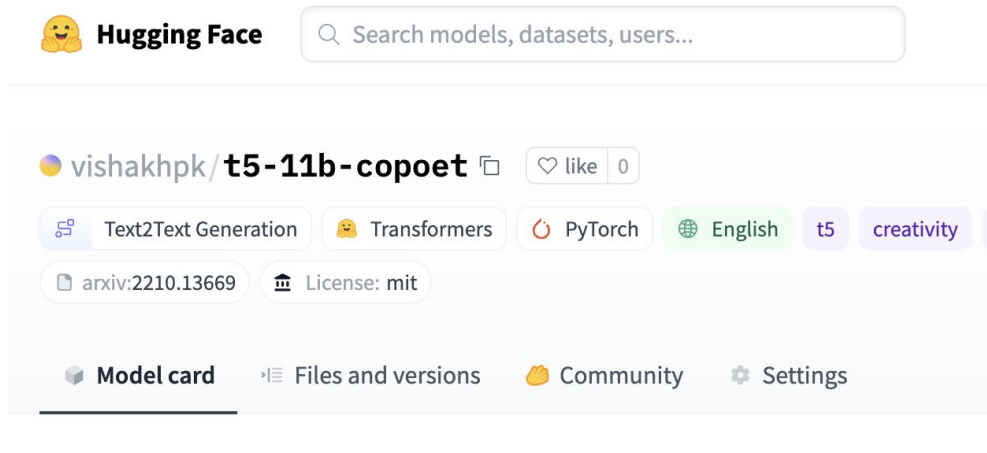 Hugging Face Search models, datasets, users...
vishakhpk/t5-11b-copoet like 0
Text2Text Generation Transformers PyTorch English t5 creativity
arxiv:2210.13669 License: mit
Model card Files and versions Community Settings